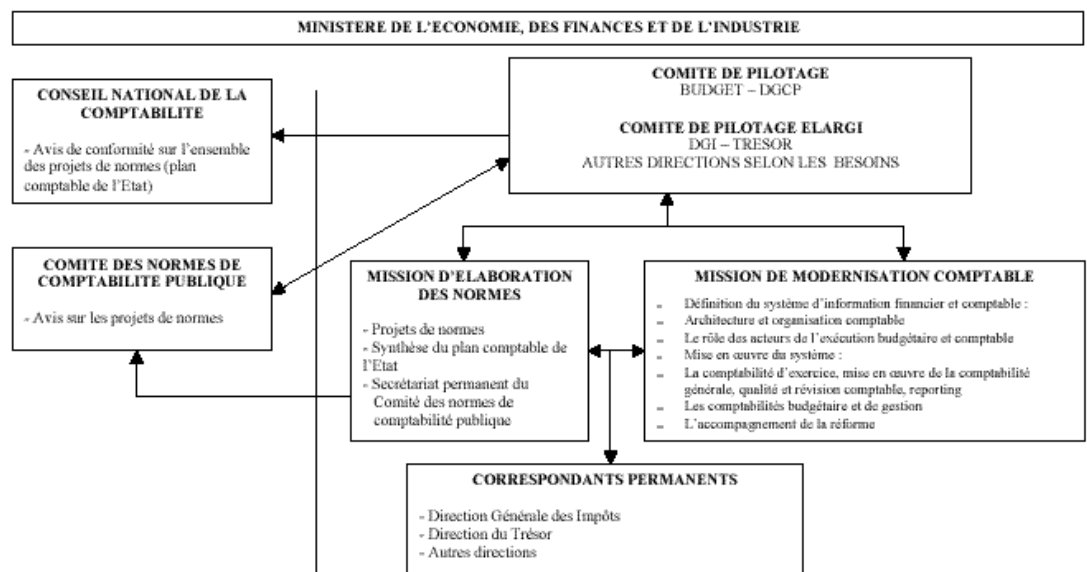 MINISTERE DE L'ECONOMIE, DES FINANCES ET DE L'INDUSTRIE
CONSEIL NATIONAL DE LA
COMPTABILITE
- Avis de conformité sur l'ensemble
des projets de normes (plan
comptable de l'Etat)
COMITE DE PILOTAGE
BUDGET – DGCP
COMITE DE PILOTAGE ELARGI
DGI – TRESOR
AUTRES DIRECTIONS SELON LES BESOINS
COMITE DES NORMES DE
COMPTABILITE PUBLIQUE
- Avis sur les projets de normes
MISSION D'ELABORATION
DES NORMES
- Projets de normes
- Synthèse du plan comptable de
l'Etat
- Secrétariat permanent du
Comité des normes de
comptabilité publique
MISSION DE MODERNISATION COMPTABLE
- Définition du système d'information financier et comptable :
- Architecture et organisation comptable
- Le rôle des acteurs de l'exécution budgétaire et comptable
- Mise en œuvre du système :
- La comptabilité d'exercice, mise en œuvre de la comptabilité
générale, qualité et révision comptable, reporting
- Les comptabilités budgétaire et de gestion
- L'accompagnement de la réforme
CORRESPONDANTS PERMANENTS
- Direction Générale des Impôts
- Direction du Trésor
- Autres directions